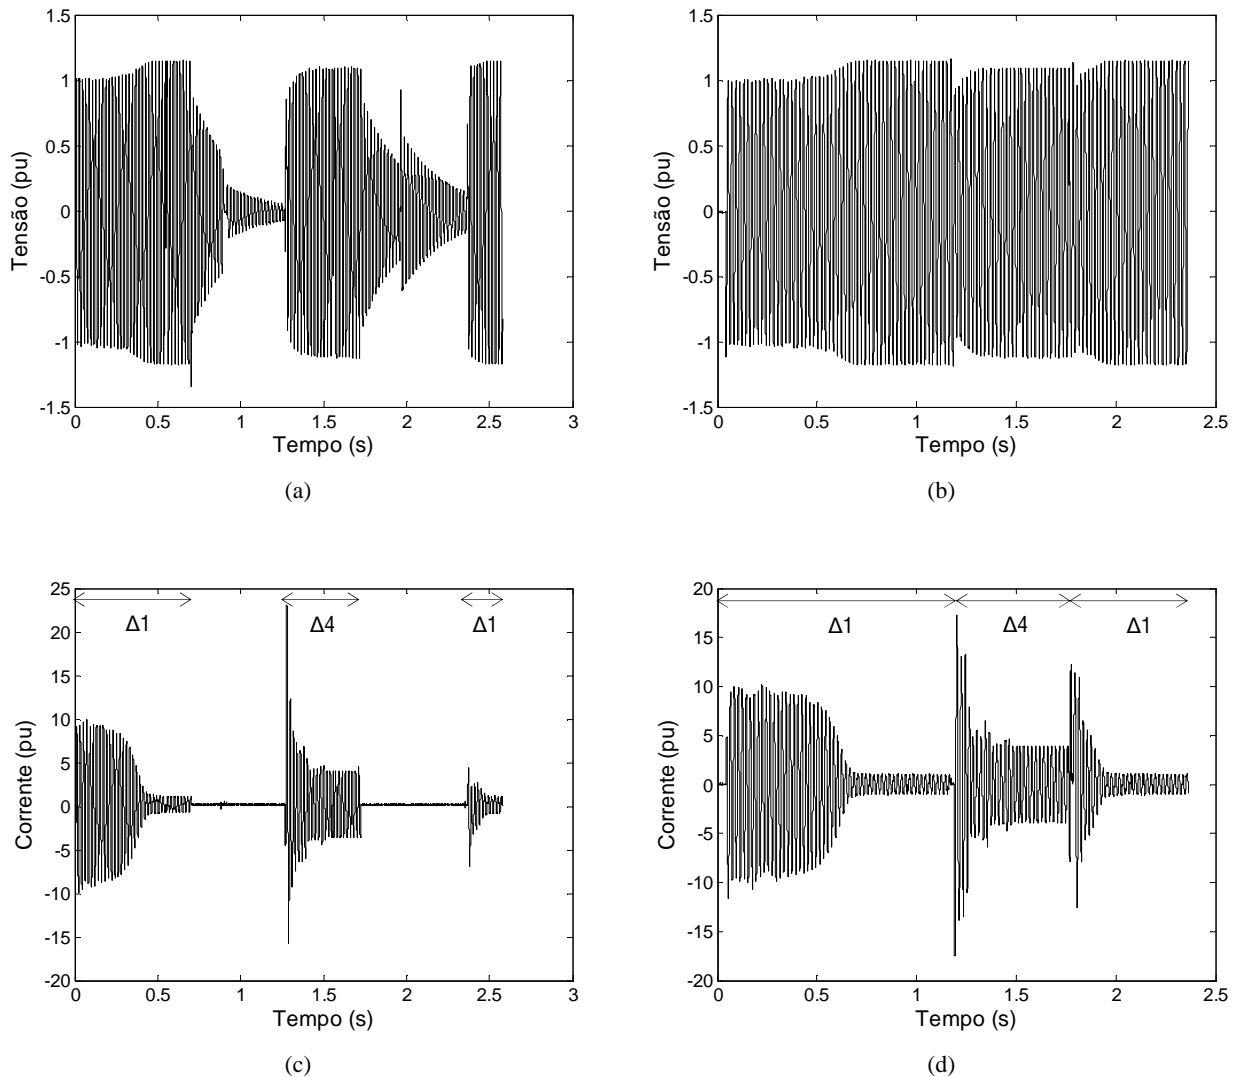 1.5
1
0.5
0
-0.5
-1
-1.5
Tensão (pu)
0 0.5 1 1.5 2 2.5 3
Tempo (s)
(a)
1.5
1
0.5
0
-0.5
-1
-1.5
Tensão (pu)
0 0.5 1 1.5 2 2.5
Tempo (s)
(b)
25
20
15
10
5
0
-5
-10
-15
-20
Corrente (pu)
Δ1 Δ4 Δ1
0 0.5 1 1.5 2 2.5 3
Tempo (s)
(c)
20
15
10
5
0
-5
-10
-15
-20
Corrente (pu)
Δ1 Δ4 Δ1
0 0.5 1 1.5 2 2.5
Tempo (s)
(d)